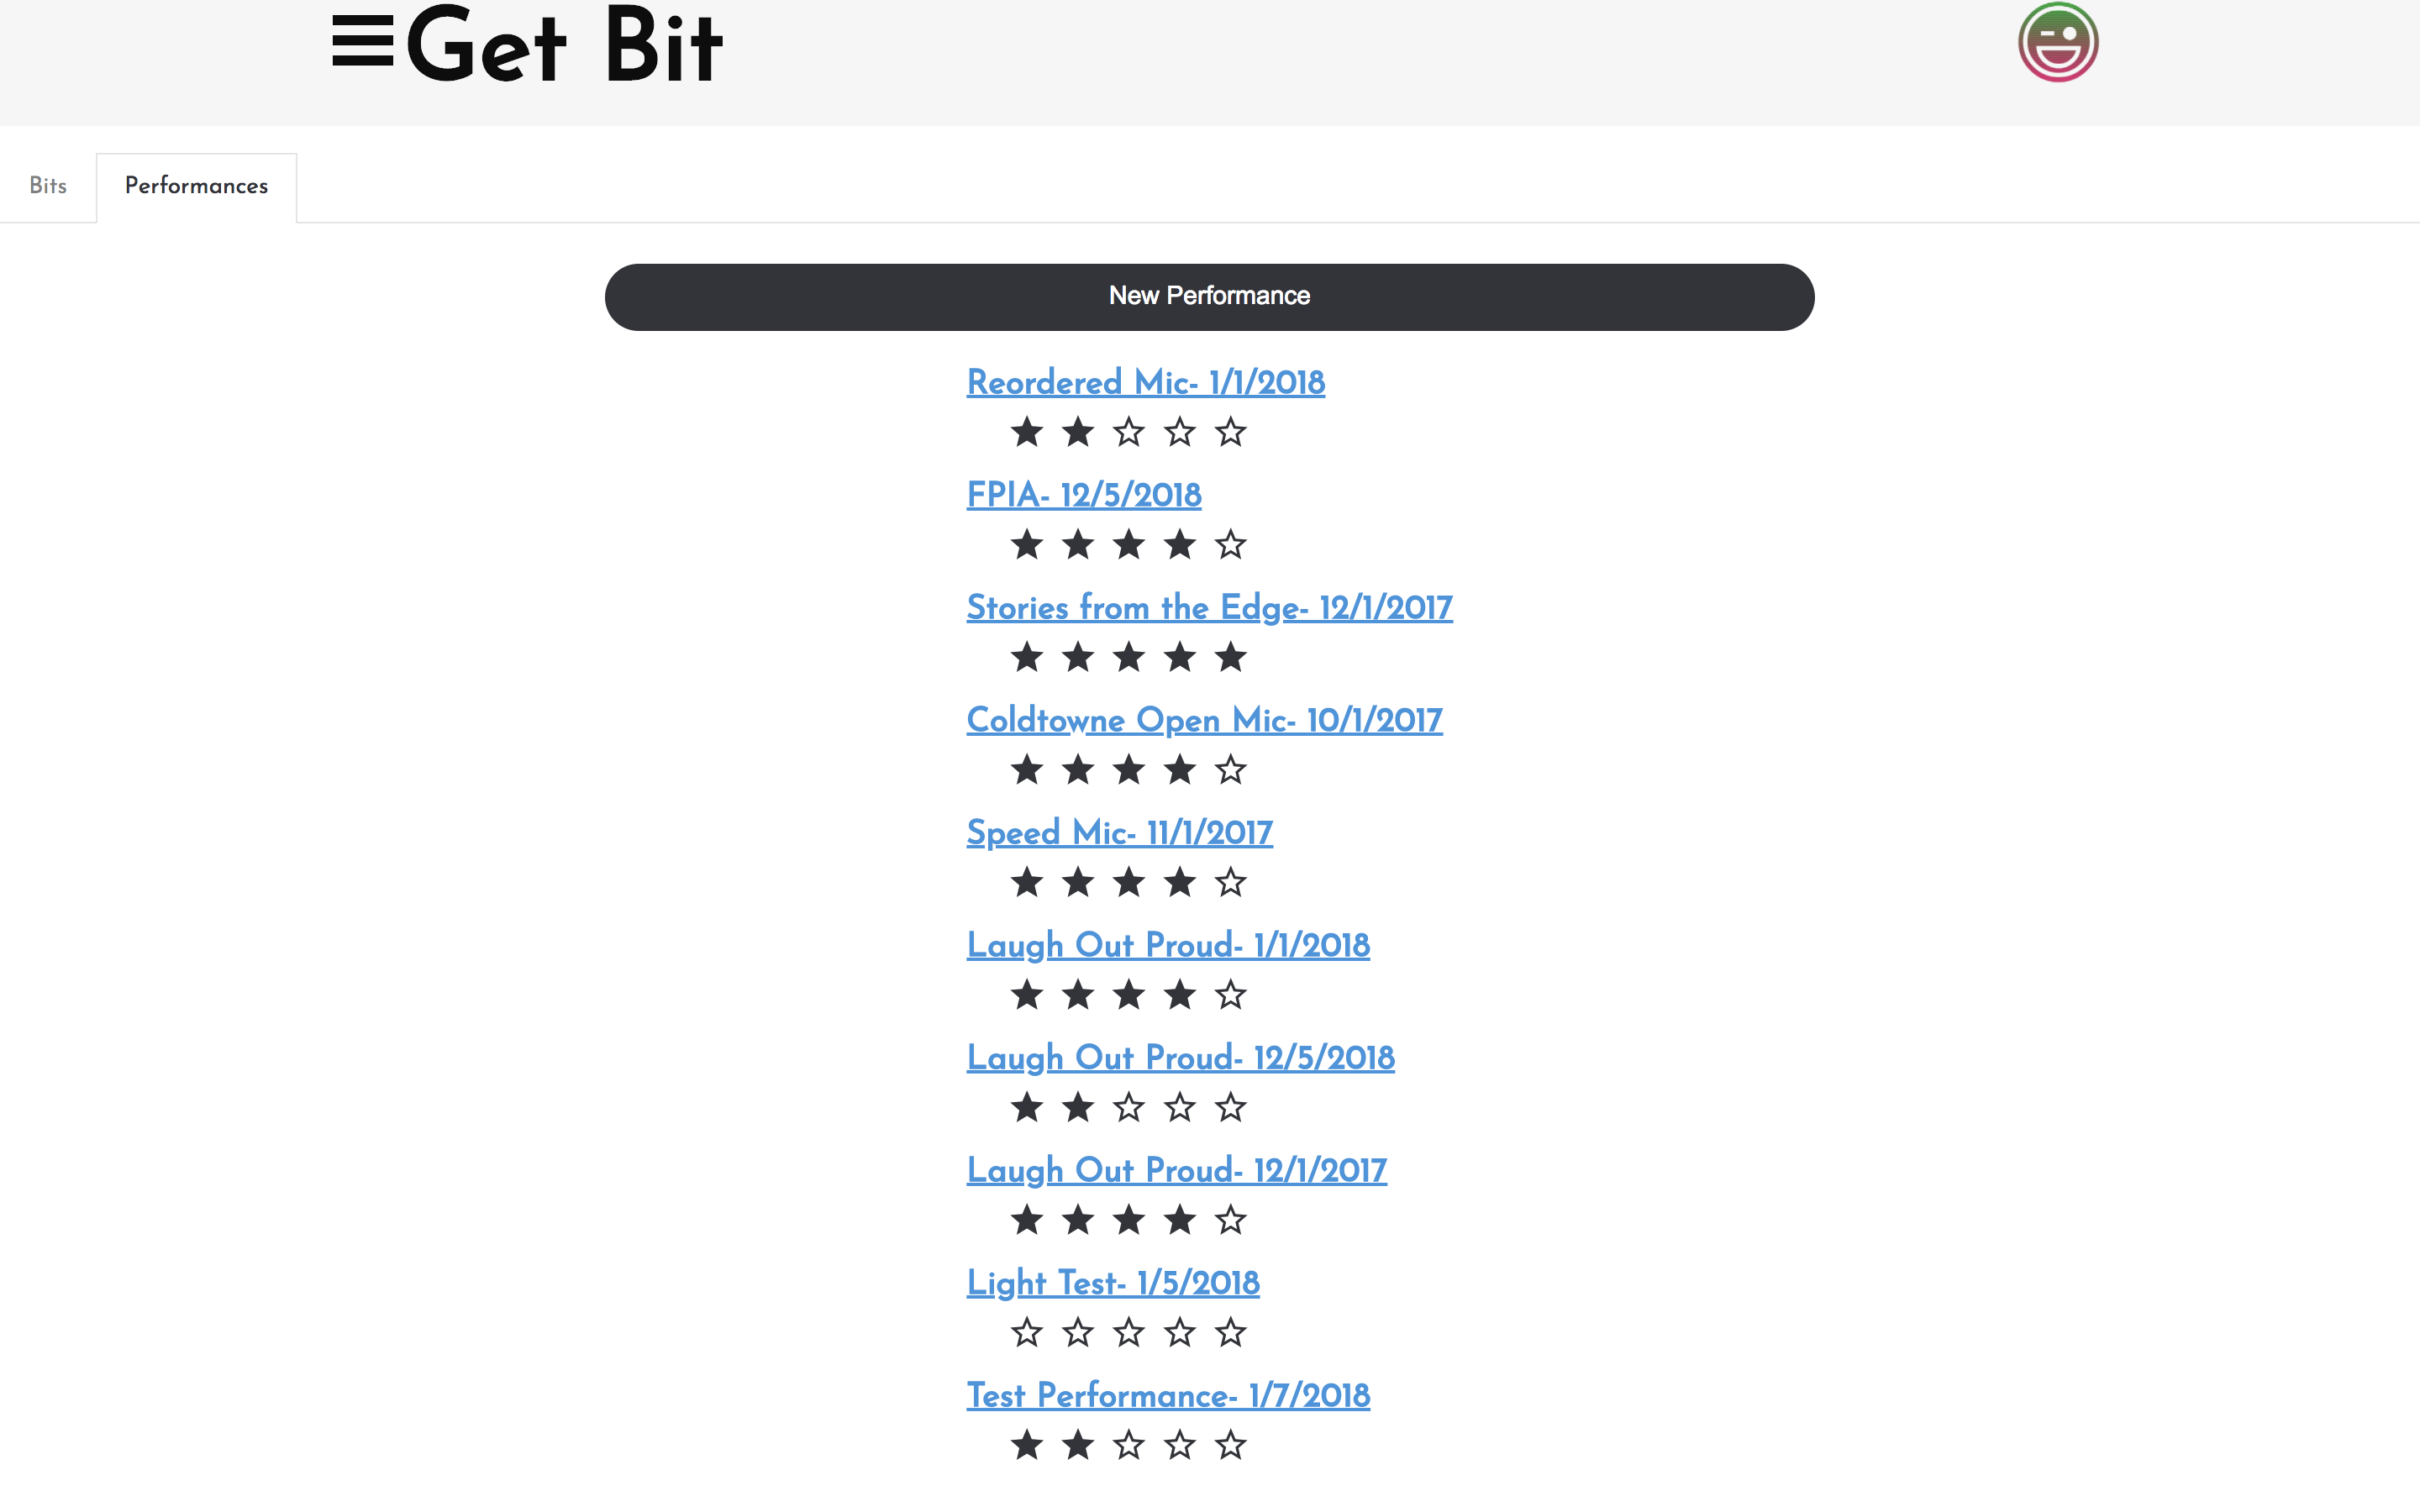 Get Bit
Bits
Performances
New Performance
Reordered Mic- 1/1/2018
FPIA- 12/5/2018
Stories from the Edge- 12/1/2017
Coldtowne Open Mic- 10/1/2017
Speed Mic- 11/1/2017
Laugh Out Proud- 1/1/2018
Laugh Out Proud- 12/5/2018
Laugh Out Proud- 12/1/2017
Light Test- 1/5/2018
Test Performance- 1/7/2018